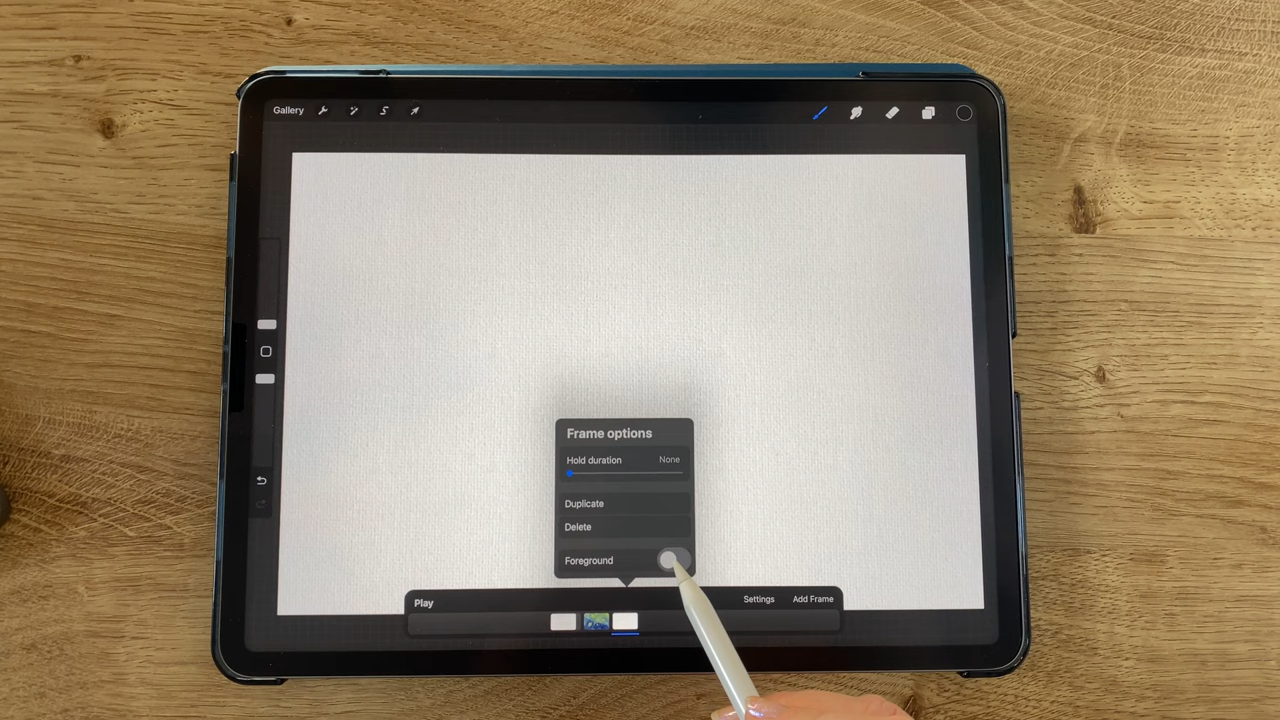 Gallery
Frame options
Hold duration None
Duplicate
Delete
Foreground
Play Settings Add Frame